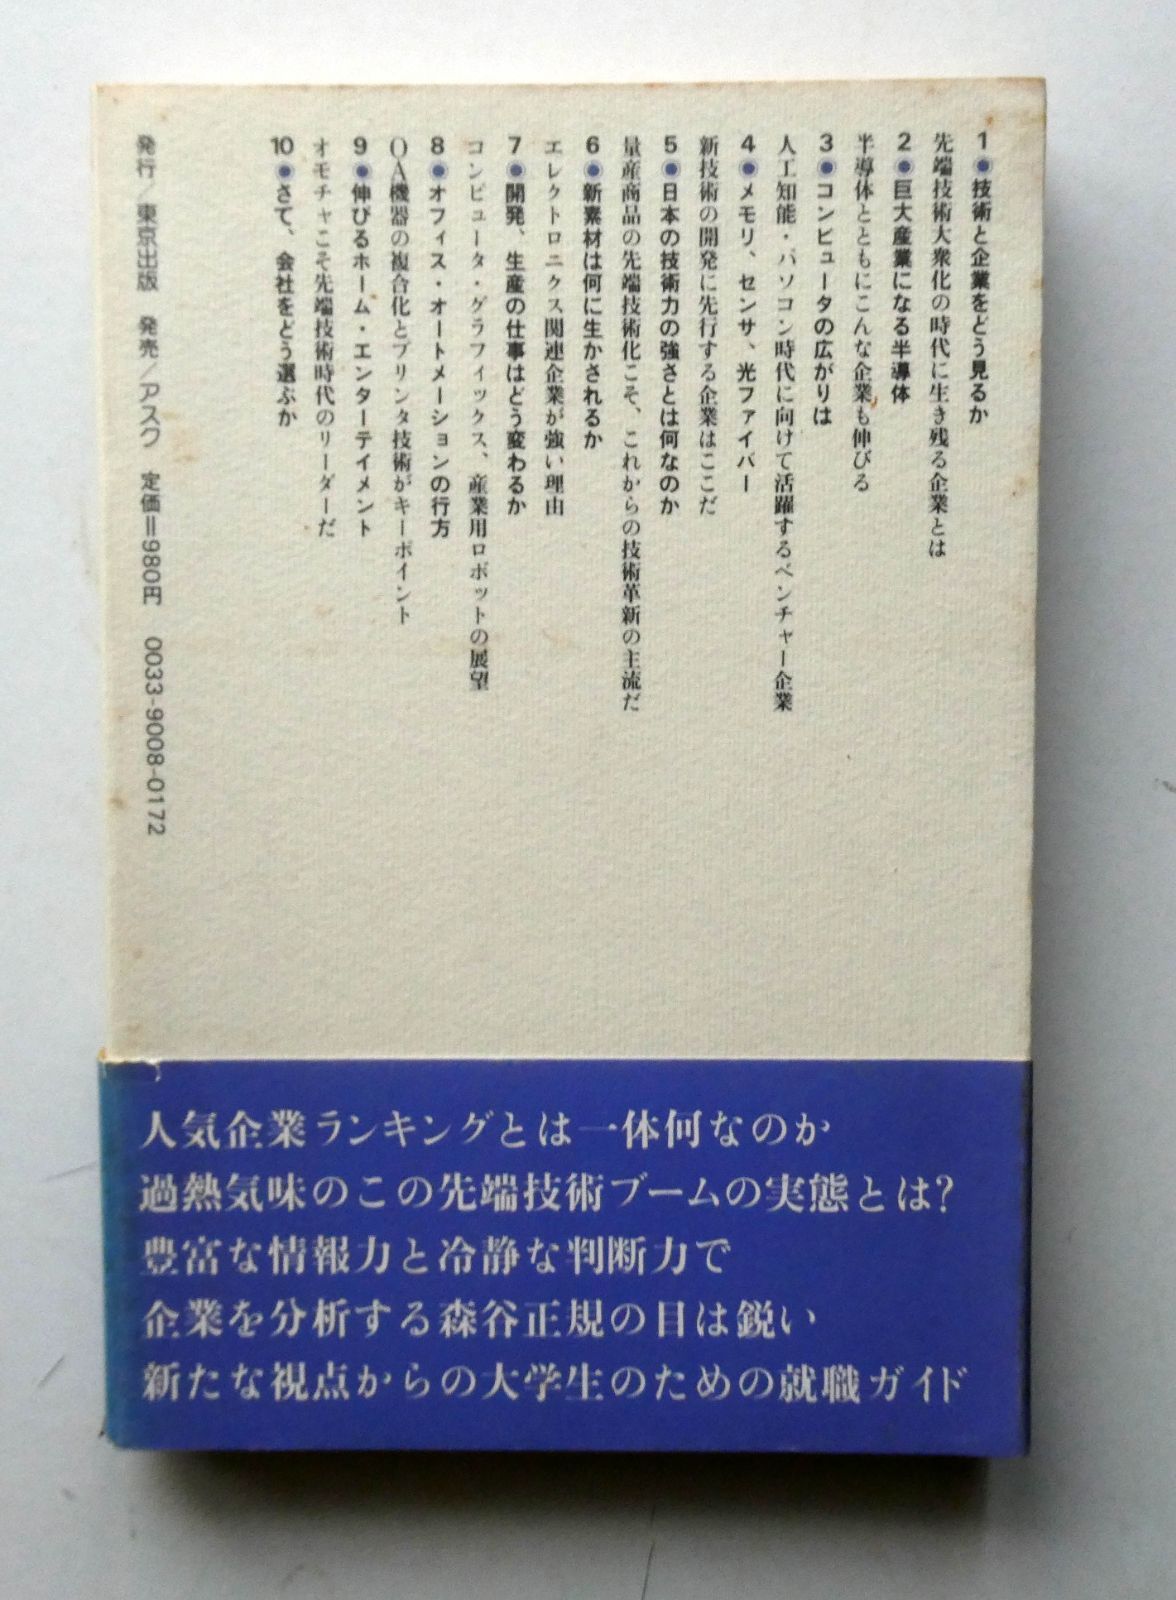 1●技術と企業をどう見るか
先端技術大衆化の時代に生き残る企業とは
2●巨大産業になる半導体
半導体とともにこんな企業も伸びる
3●コンピュータの広がりは
人工知能・パソコン時代に向けて活躍するベンチャー企業
4●メモリ、センサ、光ファイバー
新技術の開発に先行する企業はここだ
5●日本の技術力の強さとは何なのか
量産商品の先端技術化こそ、これからの技術革新の主流だ
6●新素材は何に生かされるか
エレクトロニクス関連企業が強い理由
7●開発、生産の仕事はどう変わるか
コンピュータ・グラフィックス、産業用ロボットの展望
8●オフィス・オートメーションの行方
OA機器の複合化とプリンタ技術がキーポイント
9●伸びるホーム・エンターテイメント
オモチャこそ先端技術時代のリーダーだ
10●さて、会社をどう選ぶか
発行/東京出版 発売/アスク 定価=980円 0033-9008-0172
人気企業ランキングとは一体何なのか
過熱気味のこの先端技術ブームの実態とは?
豊富な情報力と冷静な判断力で
企業を分析する森谷正規の目は鋭い
新たな視点からの大学生のための就職ガイド